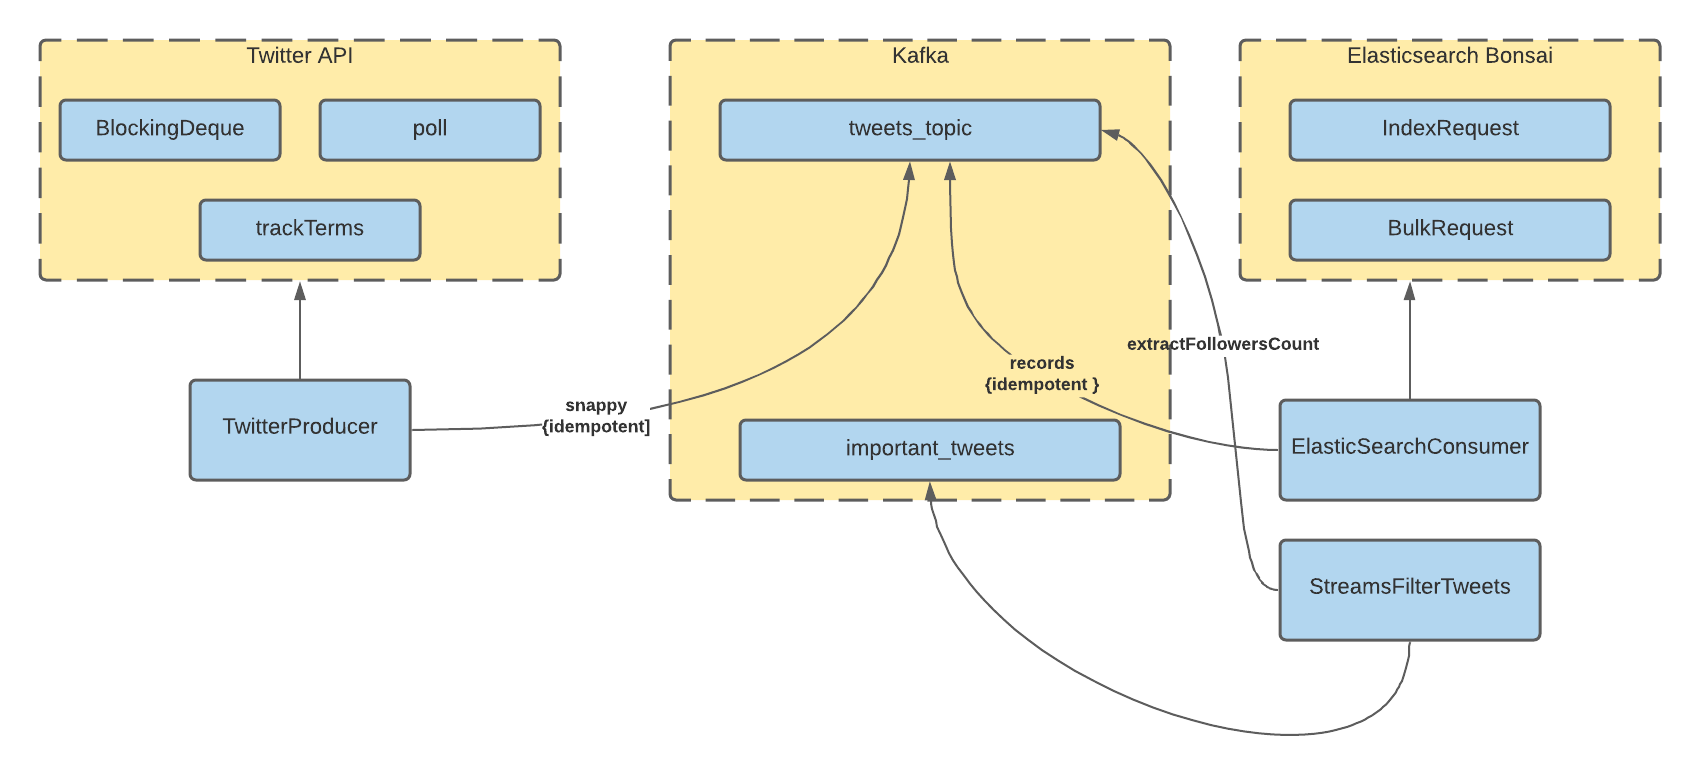 Twitter API
BlockingDeque
poll
trackTerms
TwitterProducer
snappy
{idempotent]
Kafka
tweets_topic
records
{idempotent }
important_tweets
extractFollowersCount
Elasticsearch Bonsai
IndexRequest
BulkRequest
ElasticSearchConsumer
StreamsFilterTweets